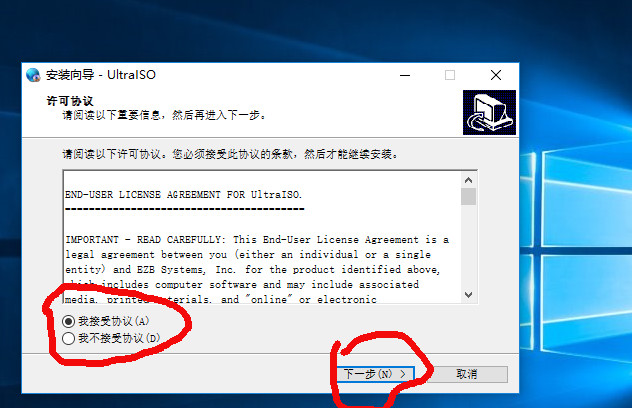 安装向导 - UltraISO
许可协议
请阅读以下重要信息，然后再进入下一步。
请阅读以下许可协议。您必须接受此协议的条款，然后才能继续安装。
END-USER LICENSE AGREEMENT FOR UltraISO.
========================================
IMPORTANT - READ CAREFULLY: This End-User License Agreement is a
legal agreement between you (either an individual or a single
entity) and EZB Systems, Inc. for the product identified above,
which includes computer software and may include associated
media, printed materials, and "online" or electronic
我接受协议(A)
我不接受协议(D)
下一步(N) >
取消